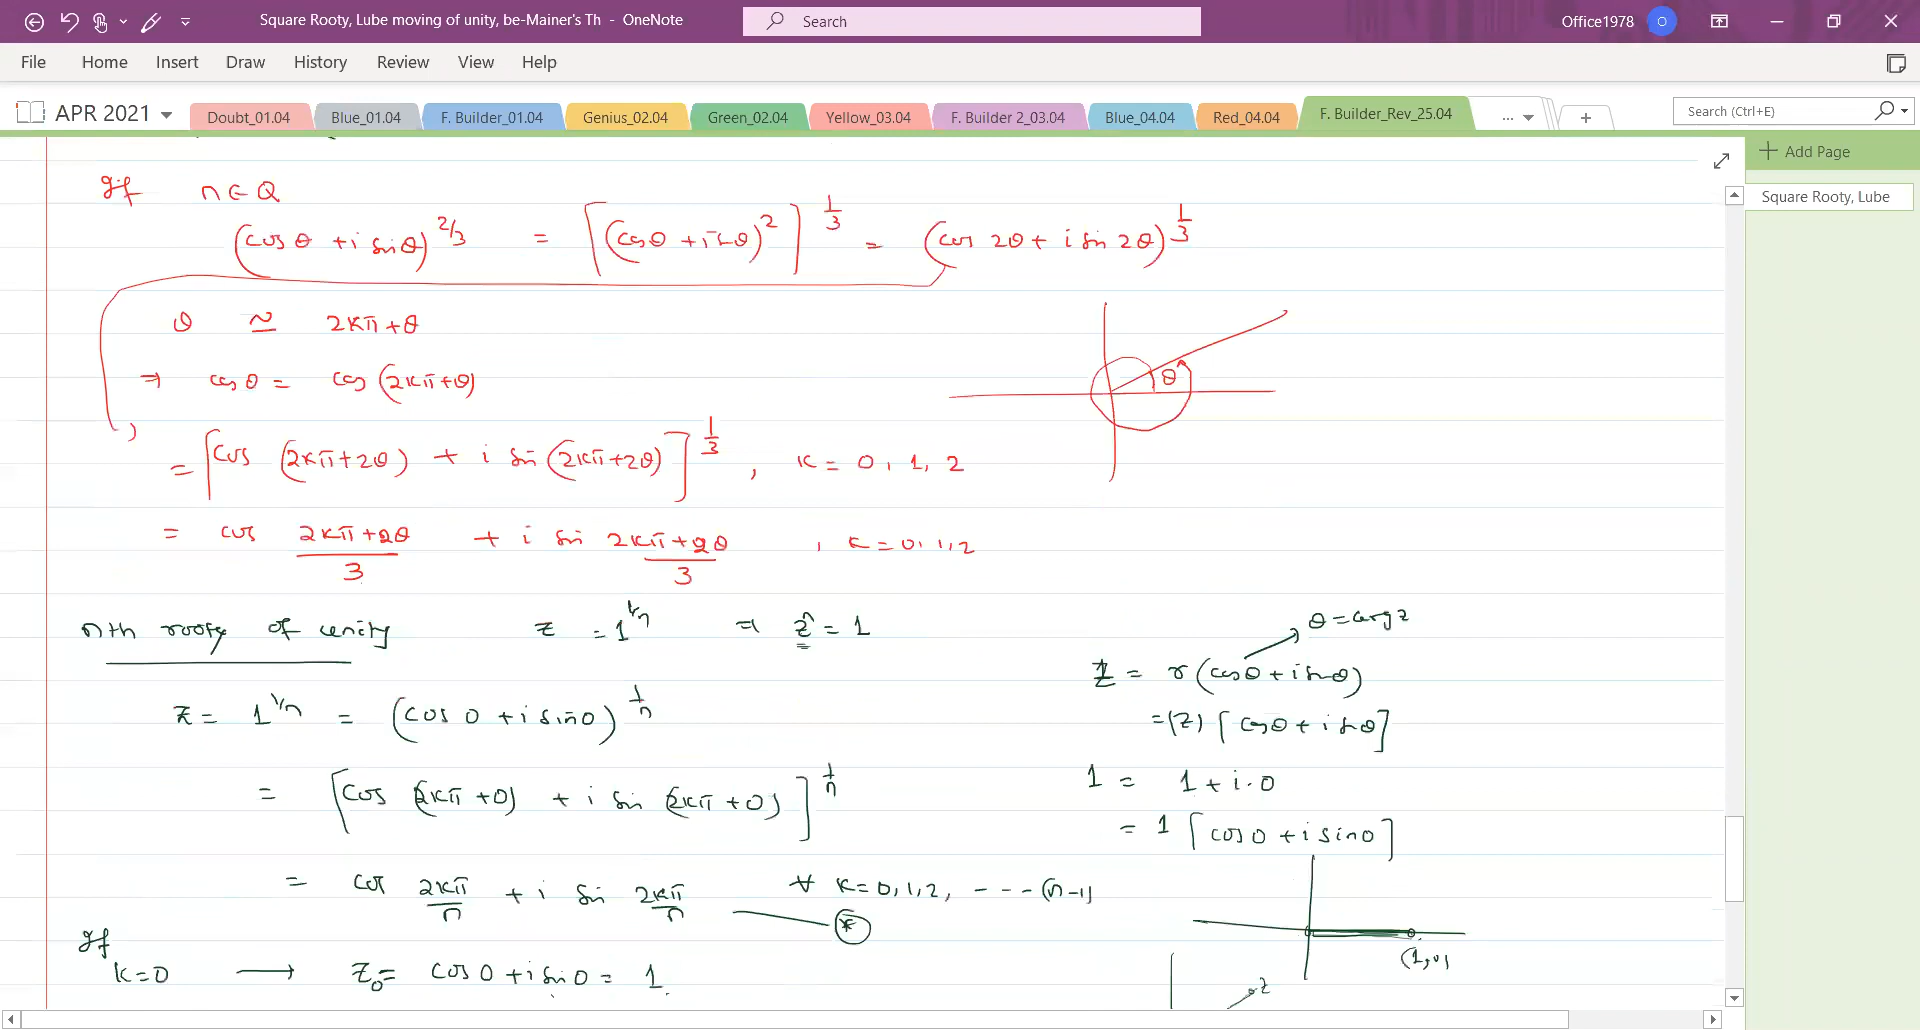 Square Rooty, Lube moving of unity, be-Mainer's Th - OneNote
Search
Office1978
O
File Home Insert Draw History Review View Help
APR 2021
Doubt_01.04 Blue_01.04 F. Builder_01.04 Genius_02.04 Green_02.04 Yellow_03.04 F. Builder 2_03.04 Blue_04.04 Red_04.04 F. Builder_Rev_25.04 ... +
Search (Ctrl+E)
Add Page
Square Rooty, Lube
If n ∈ Q
(cos θ + i sin θ)^{2/3} = [(cos θ + i sin θ)^2]^{1/3} = (cos 2θ + i sin 2θ)^{1/3}
θ ≃ 2kπ + θ
⇒ cos θ = cos (2kπ + θ)
θ
= [cos (2kπ + 2θ) + i sin (2kπ + 2θ)]^{1/3}, k = 0, 1, 2
= cos (2kπ + 2θ)/3 + i sin (2kπ + 2θ)/3, k = 0, 1, 2
nth roots of unity z = 1^{1/n} ⇒ z^n = 1
z = 1^{1/n} = (cos 0 + i sin 0)^{1/n}
= [cos (2kπ + 0) + i sin (2kπ + 0)]^{1/n}
= cos 2kπ/n + i sin 2kπ/n ∀ k = 0, 1, 2, - - - (n-1)
*
If
k = 0 → z_0 = cos 0 + i sin 0 = 1
θ = arg z
z = r (cos θ + i sin θ)
= |z| [cos θ + i sin θ]
1 = 1 + i·0
= 1 [cos 0 + i sin 0]
(1, 0)
z